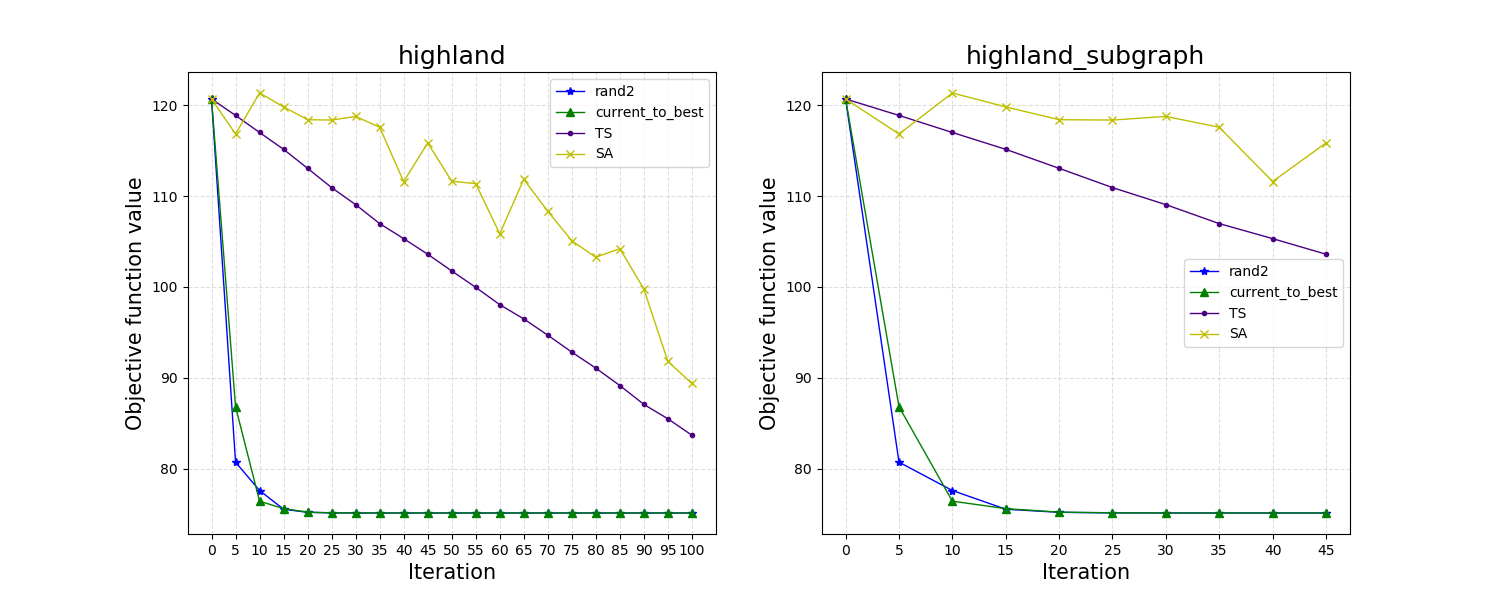 highland
Objective function value
120
110
100
90
80
rand2
current_to_best
TS
SA
0 5 10 15 20 25 30 35 40 45 50 55 60 65 70 75 80 85 90 95 100
Iteration
highland_subgraph
Objective function value
120
110
100
90
80
rand2
current_to_best
TS
SA
0 5 10 15 20 25 30 35 40 45
Iteration